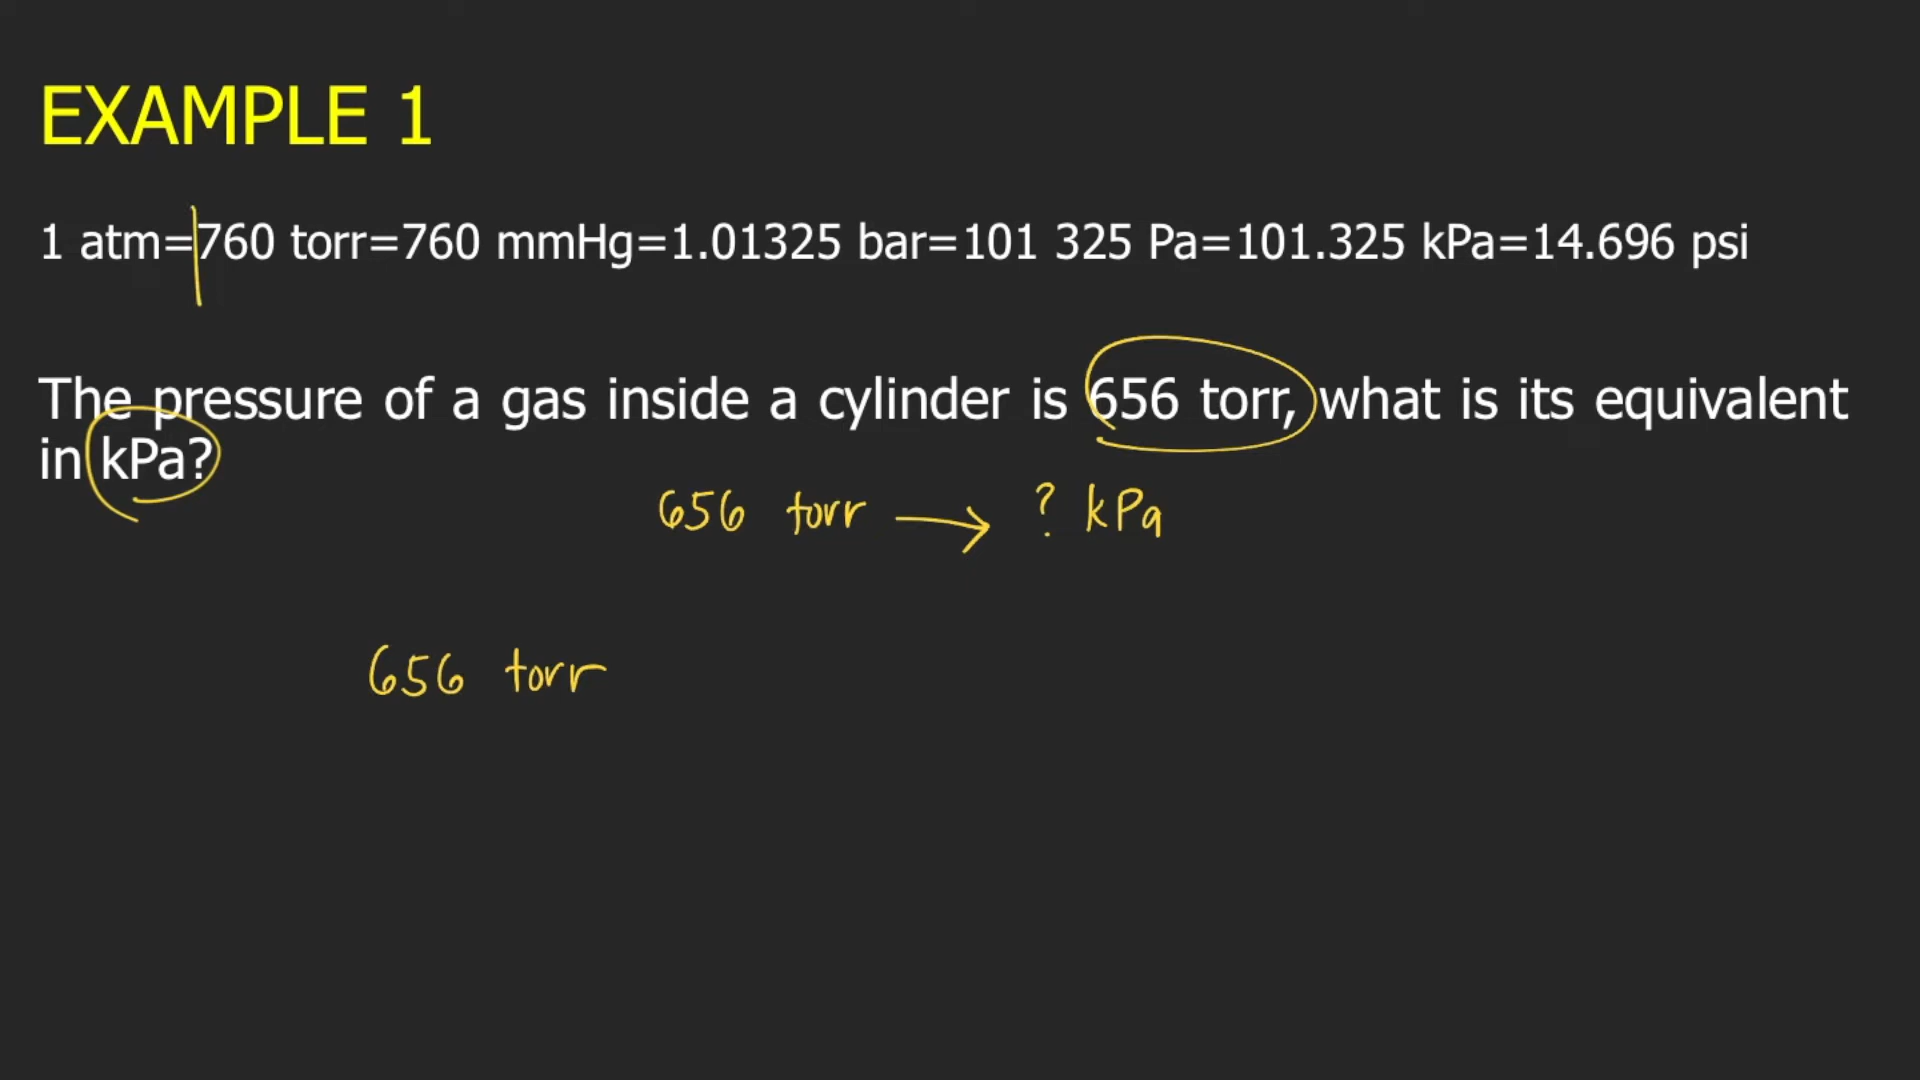 EXAMPLE 1
1 atm=760 torr=760 mmHg=1.01325 bar=101 325 Pa=101.325 kPa=14.696 psi
The pressure of a gas inside a cylinder is 656 torr, what is its equivalent
in kPa?
656 torr → ? kPa
656 torr